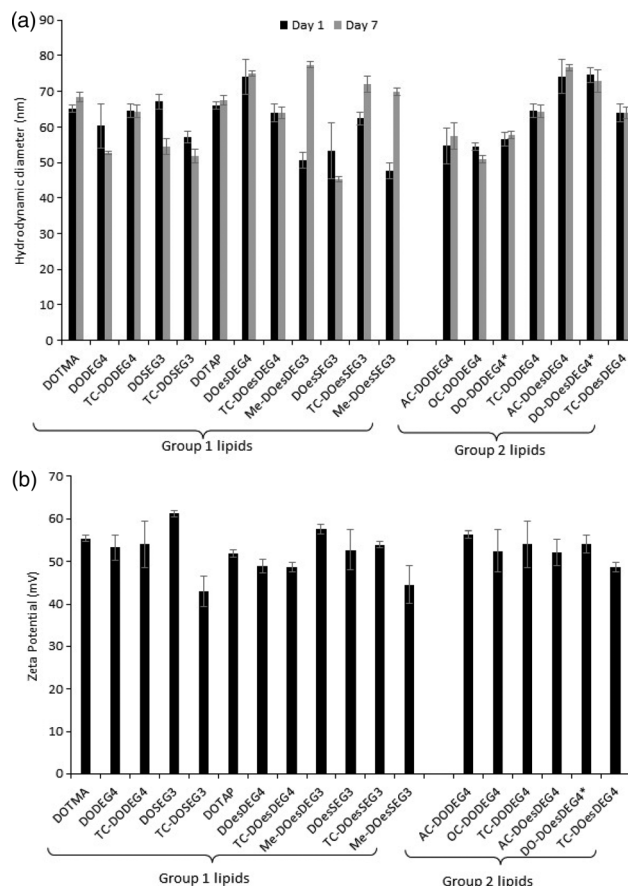 (a)
Day 1 Day 7
Hydrodynamic diameter (nm)
90
80
70
60
50
40
30
20
10
0
DOTMA
DODEG4
TC-DODEG4
DOSEG3
TC-DOSEG3
DOTAP
DOesDEG4
TC-DOesDEG4
Me-DOesDEG3
DOesSEG3
TC-DOesSEG3
Me-DOesSEG3
AC-DODEG4
OC-DODEG4
DO-DODEG4*
TC-DODEG4
AC-DOesDEG4
DO-DOesDEG4*
TC-DOesDEG4
Group 1 lipids
Group 2 lipids
(b)
Zeta Potential (mV)
70
60
50
40
30
20
10
0
DOTMA
DODEG4
TC-DODEG4
DOSEG3
TC-DOSEG3
DOTAP
DOesDEG4
TC-DOesDEG4
Me-DOesDEG3
DOesSEG3
TC-DOesSEG3
Me-DOesSEG3
AC-DODEG4
OC-DODEG4
TC-DODEG4
AC-DOesDEG4
DO-DOesDEG4*
TC-DOesDEG4
Group 1 lipids
Group 2 lipids